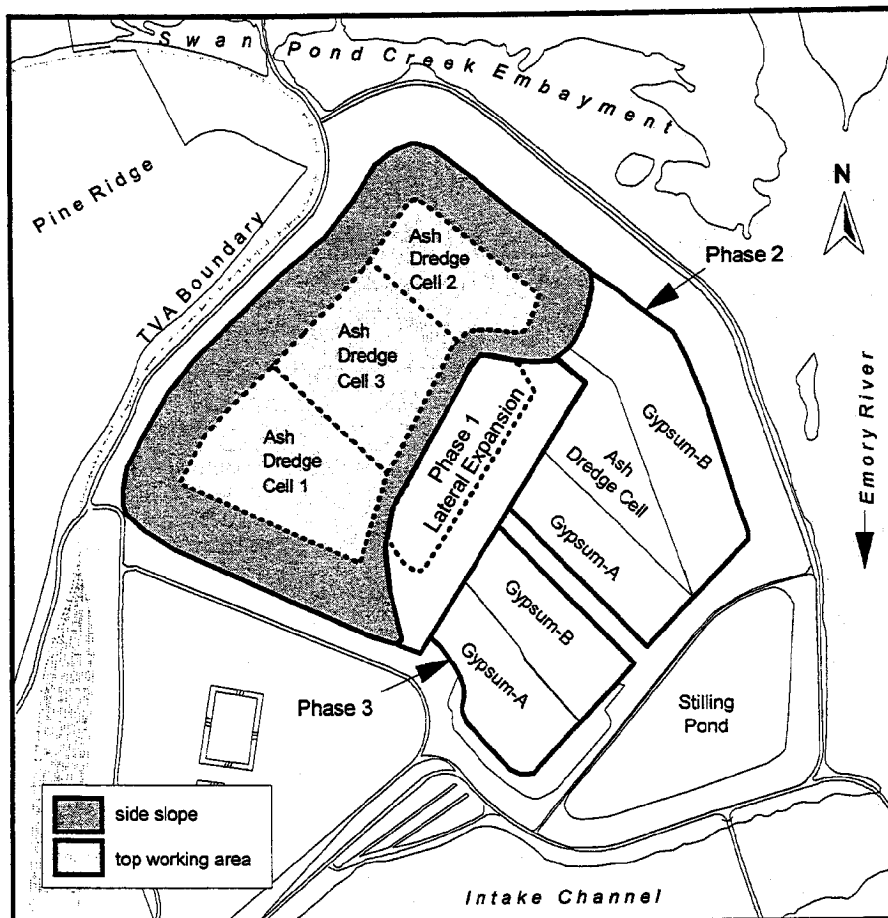 Swan Pond Creek Embayment
Pine Ridge
TVA Boundary
N
Phase 2
Ash
Dredge
Cell 2
Ash
Dredge
Cell 3
Ash
Dredge
Cell 1
Phase 1
Lateral Expansion
Gypsum-B
Ash
Dredge Cell
Gypsum-A
Emory River
Gypsum-B
Gypsum-A
Phase 3
Stilling
Pond
side slope
top working area
Intake Channel